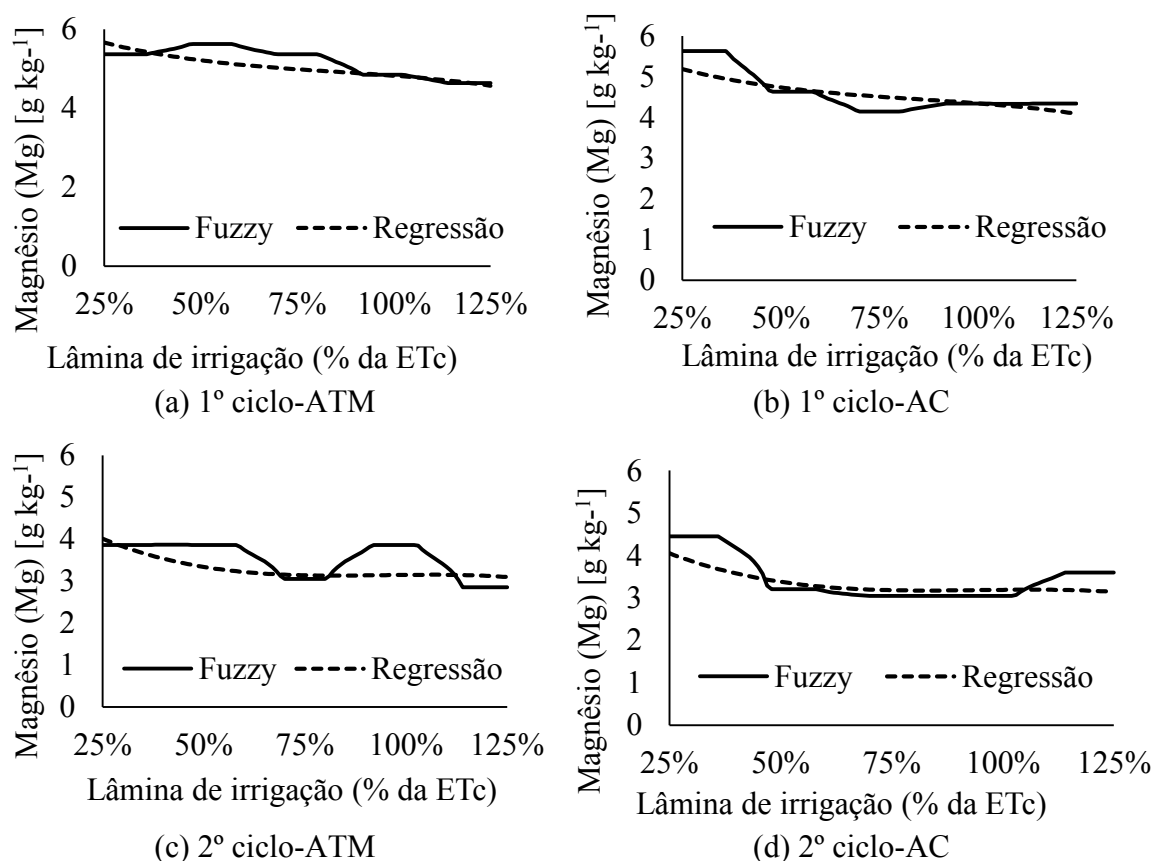 Magnêsio (Mg) [g kg-¹]
6
4
2
0
Fuzzy
Regressão
25% 50% 75% 100% 125%
Lâmina de irrigação (% da ETc)
(a) 1º ciclo-ATM
Magnêsio (Mg) [g kg-¹]
6
5
4
3
2
1
0
Fuzzy
Regressão
25% 50% 75% 100% 125%
Lâmina de irrigação (% da ETc)
(b) 1º ciclo-AC
Magnêsio (Mg) [g kg-¹]
6
5
4
3
2
1
0
Fuzzy
Regressão
25% 50% 75% 100% 125%
Lâmina de irrigação (% da ETc)
(c) 2º ciclo-ATM
Magnêsio (Mg) [g kg-¹]
6
5
4
3
2
1
0
Fuzzy
Regressão
25% 50% 75% 100% 125%
Lâmina de irrigação (% da ETc)
(d) 2º ciclo-AC